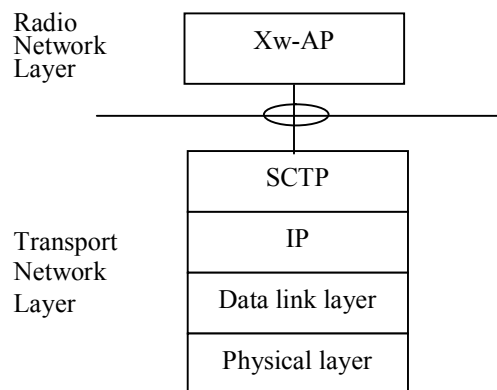 Radio
Network
Layer
Xw-AP
SCTP
IP
Transport
Network
Layer
Data link layer
Physical layer